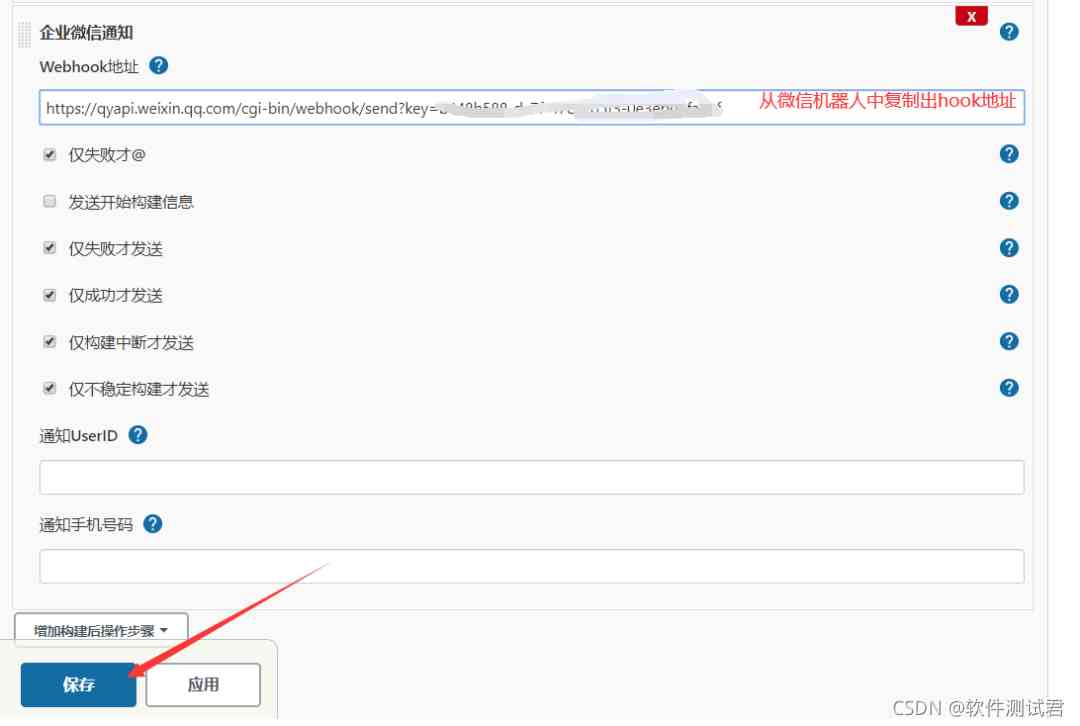 X
企业微信通知
Webhook地址
https://qyapi.weixin.qq.com/cgi-bin/webhook/send?key=
从微信机器人中复制出hook地址
仅失败才@
发送开始构建信息
仅失败才发送
仅成功才发送
仅构建中断才发送
仅不稳定构建才发送
通知UserID
通知手机号码
增加构建后操作步骤
保存
应用
CSDN @软件测试君